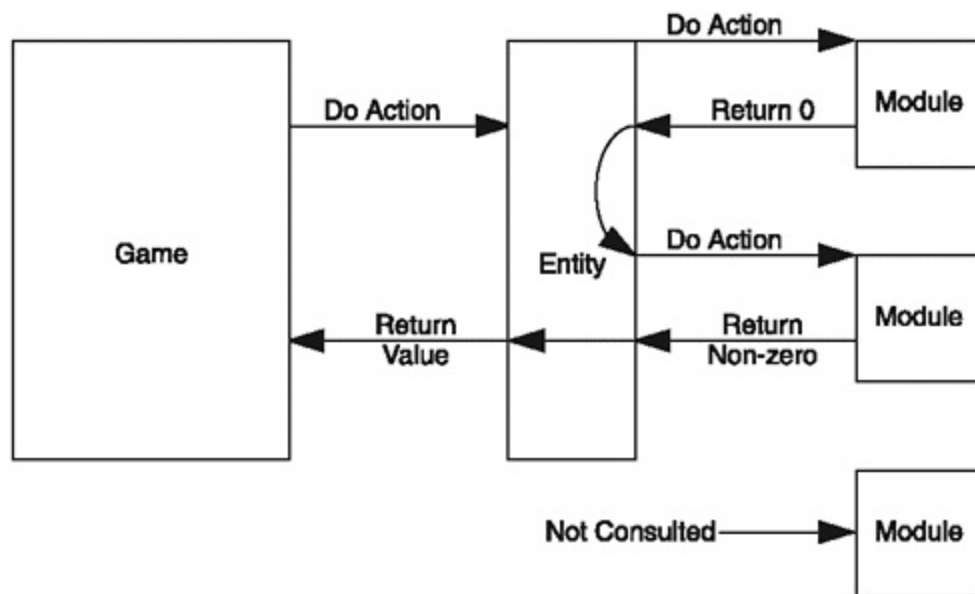 Do Action
Module
Do Action
Return 0
Game
Entity
Do Action
Module
Return
Value
Return
Non-zero
Not Consulted
Module